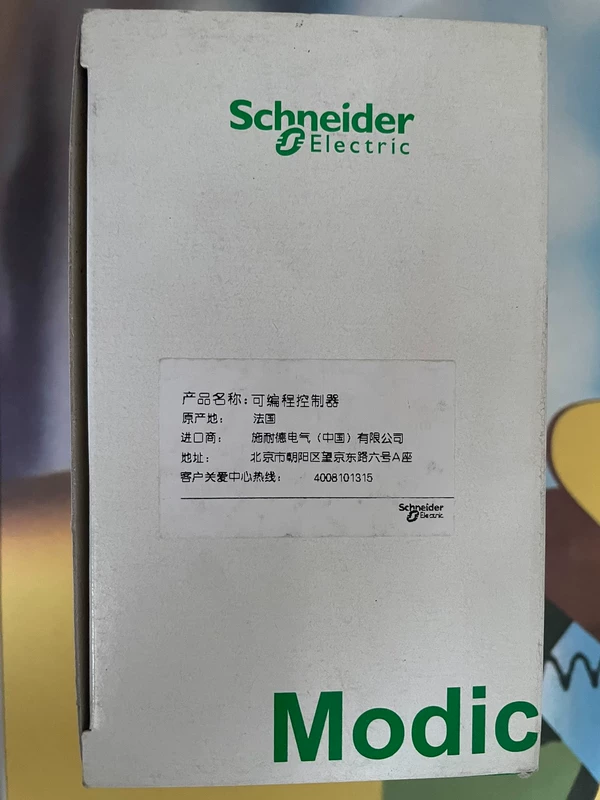 Schneider
Electric
产品名称：可编程控制器
原产地： 法国
进口商： 施耐德电气（中国）有限公司
地址： 北京市朝阳区望京东路六号A座
客户关爱中心热线： 4008101315
Schneider
Electric
Modic